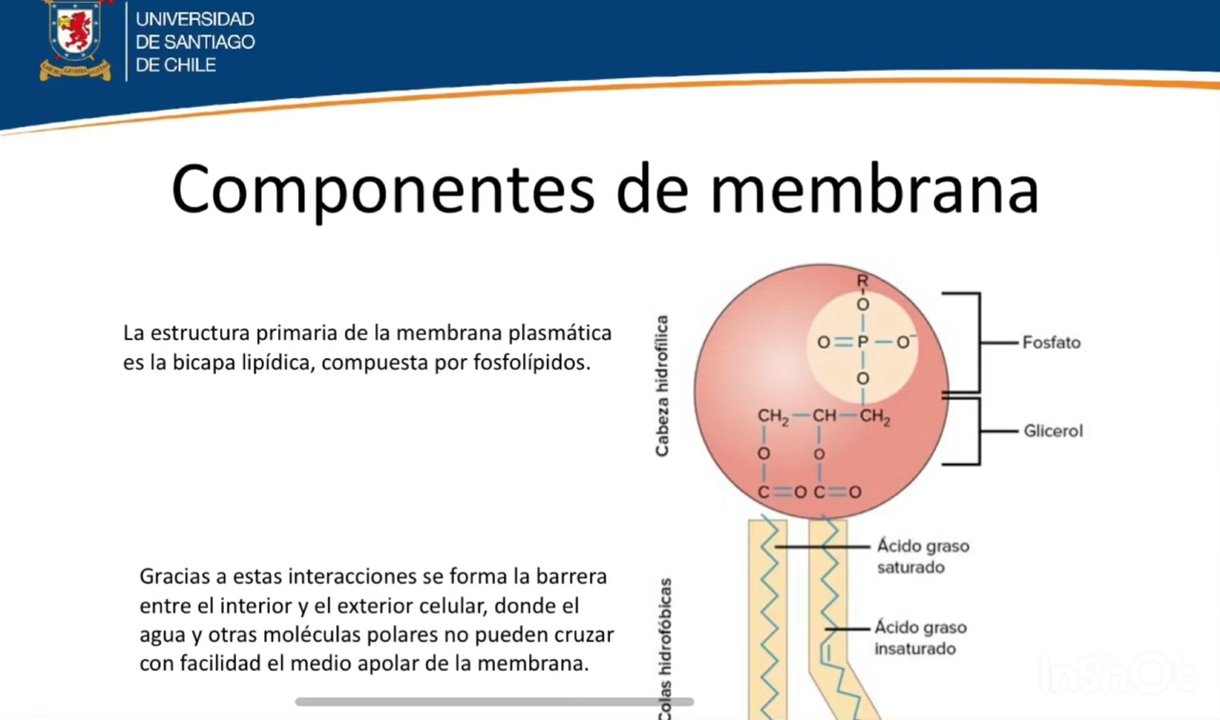 UNIVERSIDAD
DE SANTIAGO
DE CHILE
Componentes de membrana
La estructura primaria de la membrana plasmática
es la bicapa lipídica, compuesta por fosfolípidos.
Gracias a estas interacciones se forma la barrera
entre el interior y el exterior celular, donde el
agua y otras moléculas polares no pueden cruzar
con facilidad el medio apolar de la membrana.
Cabeza hidrofílica
Colas hidrofóbicas
R
O
O=P—O⁻
O
CH₂—CH—CH₂
O O
C=O C=O
Fosfato
Glicerol
Ácido graso
saturado
Ácido graso
insaturado
InShOt